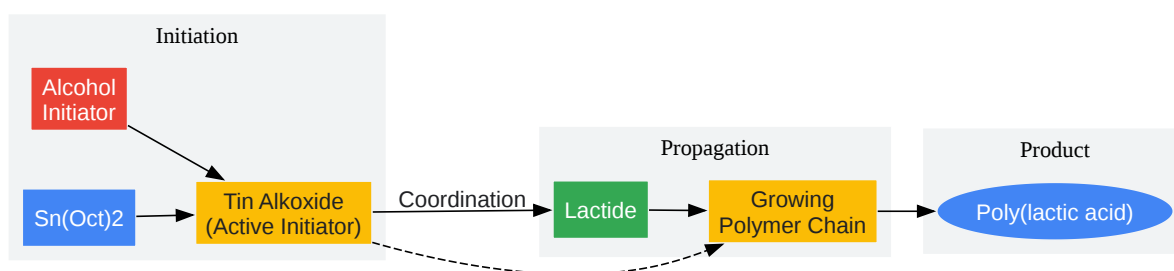 Initiation
Alcohol
Initiator
Sn(Oct)2
Tin Alkoxide
(Active Initiator)
Coordination
Propagation
Lactide
Growing
Polymer Chain
Product
Poly(lactic acid)